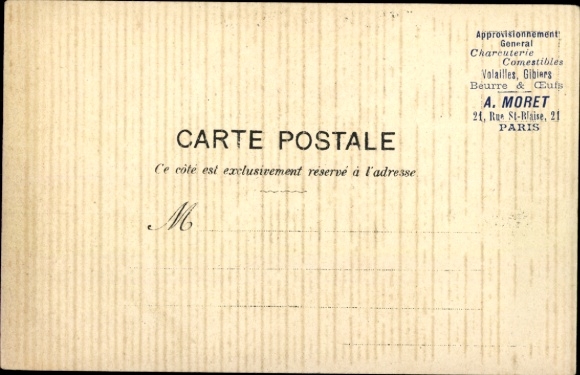 Approvisionnement
General
Charcuterie
Comestibles
Volailles, Gibiers
Beurre & Œufs
A. MORET
21, Rue St-Blaise, 21
PARIS
CARTE POSTALE
Ce côté est exclusivement réservé à l'adresse
M